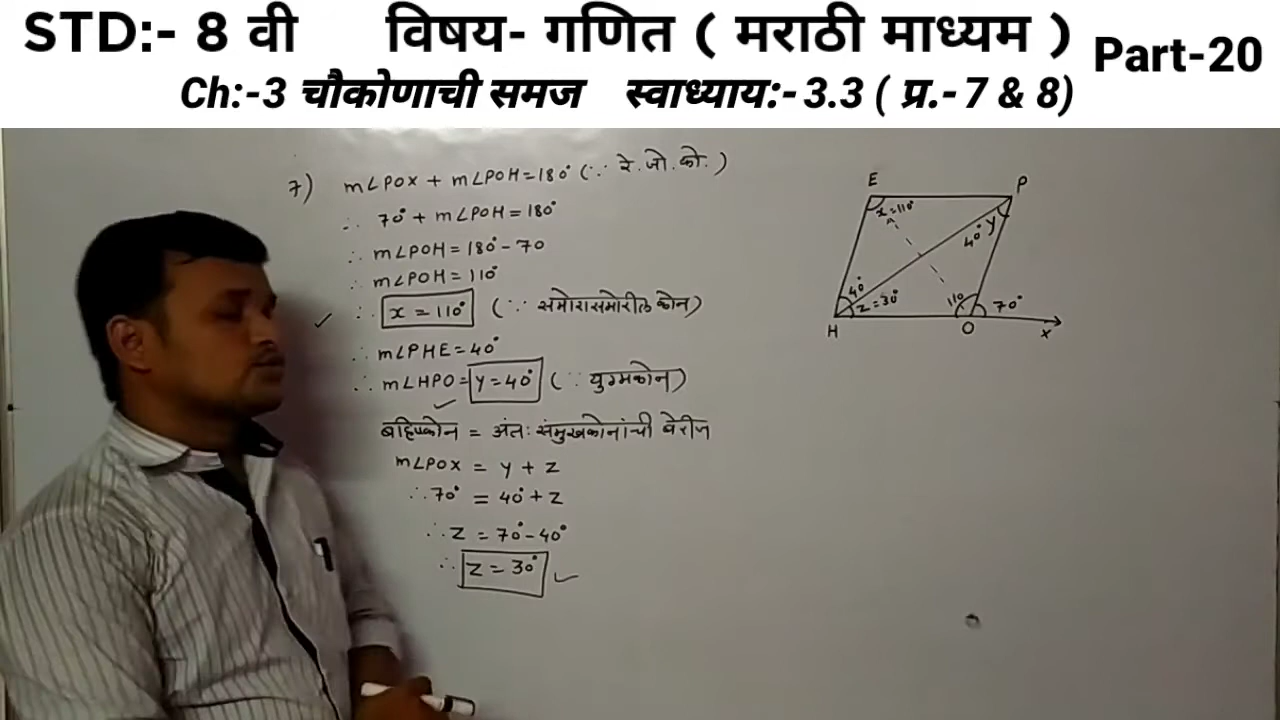 STD:- 8 वी विषय- गणित ( मराठी माध्यम ) Part-20
Ch:-3 चौकोणाची समज स्वाध्याय:- 3.3 ( प्र.- 7 & 8)
7) m∠POX + m∠POH = 180° (∵ रे. जो. को. )
∴ 70° + m∠POH = 180°
∴ m∠POH = 180° - 70
∴ m∠POH = 110°
∴ x = 110° (∵ समोरासमोरील कोन)
∴ m∠PHE = 40°
∴ m∠HPO = y = 40° (∵ युग्मकोन)
बहिष्कोन = अंतः संमुखकोनांची बेरीज
m∠POX = y + z
∴ 70° = 40° + z
∴ z = 70° - 40°
∴ z = 30°
E P
x = 110°
40° y
40°
z = 30° 110 70°
H O X